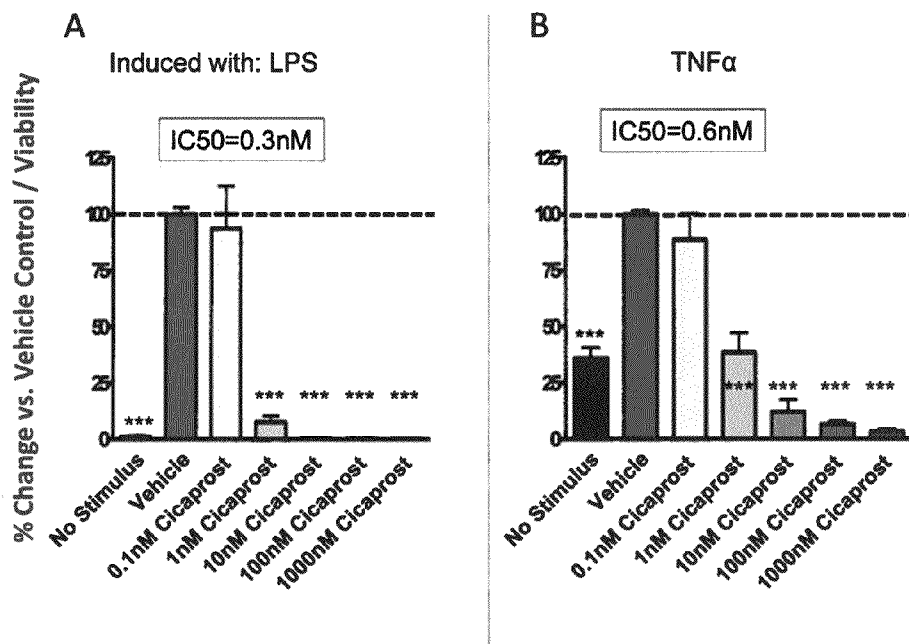 A
Induced with: LPS
IC50=0.3nM
% Change vs. Vehicle Control / Viability
125
100
75
50
25
0
***
***
***
***
***
No Stimulus
Vehicle
0.1nM Cicaprost
1nM Cicaprost
10nM Cicaprost
100nM Cicaprost
1000nM Cicaprost
B
TNFα
IC50=0.6nM
125
100
75
50
25
0
***
***
***
***
***
No Stimulus
Vehicle
0.1nM Cicaprost
1nM Cicaprost
10nM Cicaprost
100nM Cicaprost
1000nM Cicaprost